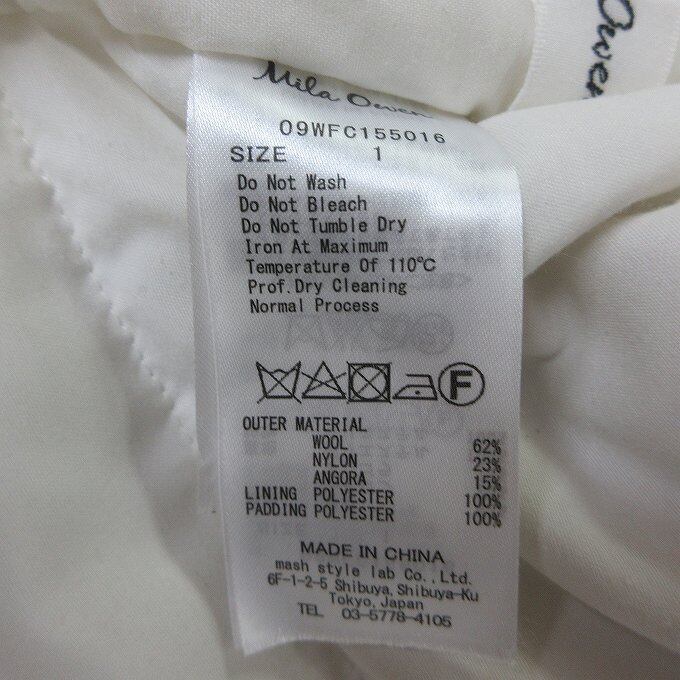 Owen
Mila Owen
09WFC155016
SIZE 1
Do Not Wash
Do Not Bleach
Do Not Tumble Dry
Iron At Maximum
Temperature Of 110℃
Prof.Dry Cleaning
Normal Process
F
OUTER MATERIAL
WOOL 62%
NYLON 23%
ANGORA 15%
LINING POLYESTER 100%
PADDING POLYESTER 100%
MADE IN CHINA
mash style lab Co.,Ltd.
6F-1-2-5 Shibuya,Shibuya-Ku
Tokyo,Japan
TEL 03-5778-4105